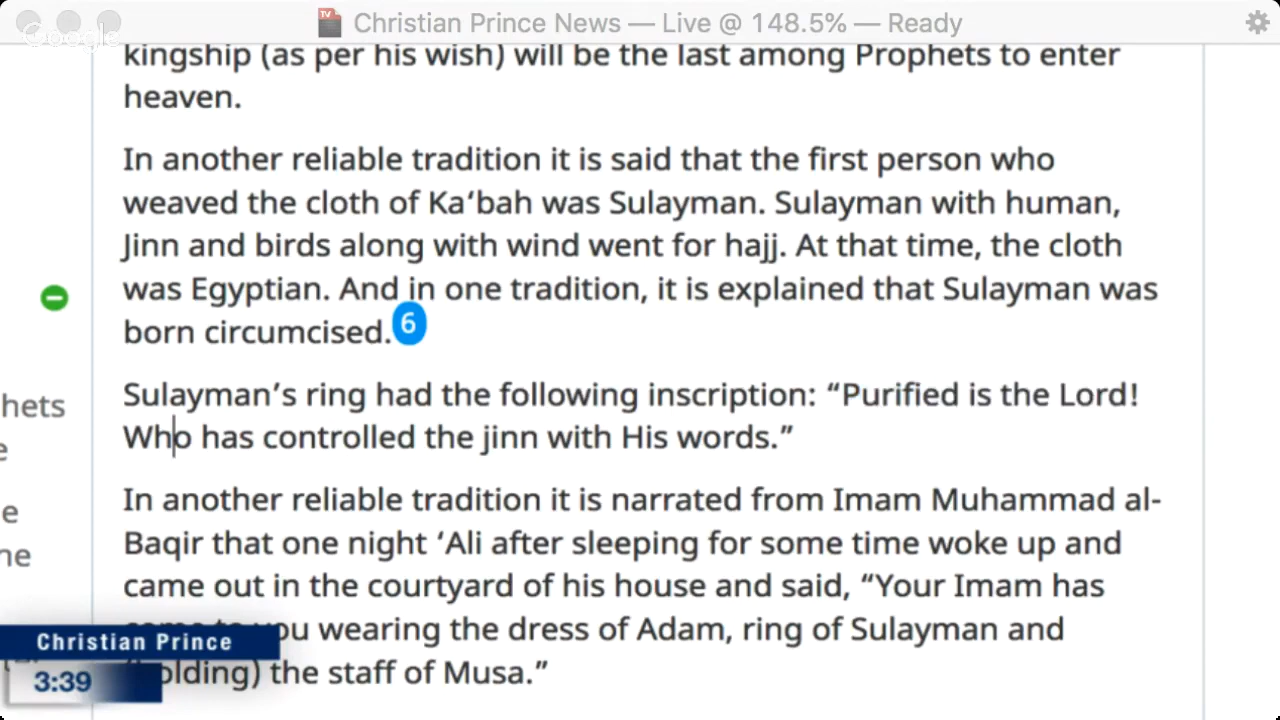 Christian Prince News — Live @ 148.5% — Ready
Google
kingship (as per his wish) will be the last among Prophets to enter
heaven.
In another reliable tradition it is said that the first person who
weaved the cloth of Ka‘bah was Sulayman. Sulayman with human,
Jinn and birds along with wind went for hajj. At that time, the cloth
was Egyptian. And in one tradition, it is explained that Sulayman was
born circumcised.6
Sulayman’s ring had the following inscription: “Purified is the Lord!
Who has controlled the jinn with His words.”
In another reliable tradition it is narrated from Imam Muhammad al-
Baqir that one night ‘Ali after sleeping for some time woke up and
came out in the courtyard of his house and said, “Your Imam has
you wearing the dress of Adam, ring of Sulayman and
the staff of Musa.”
hets
e
e
ne
Christian Prince
3:39